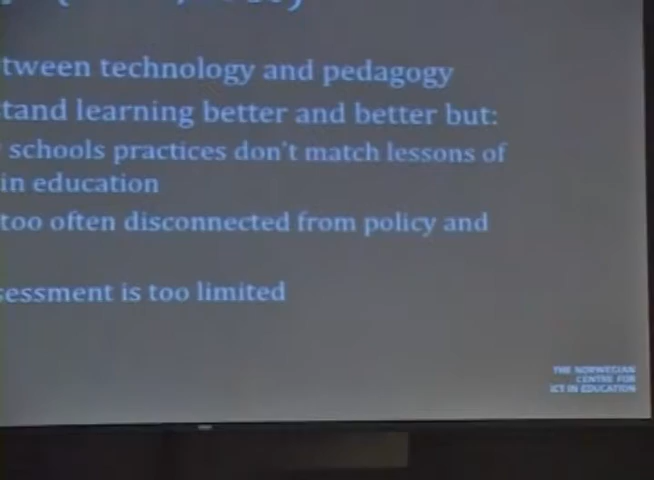 tween technology and pedagogy
tand learning better and better but:
schools practices don't match lessons of
in education
too often disconnected from policy and
sessment is too limited
THE NORWEGIAN
CENTRE FOR
ICT IN EDUCATION